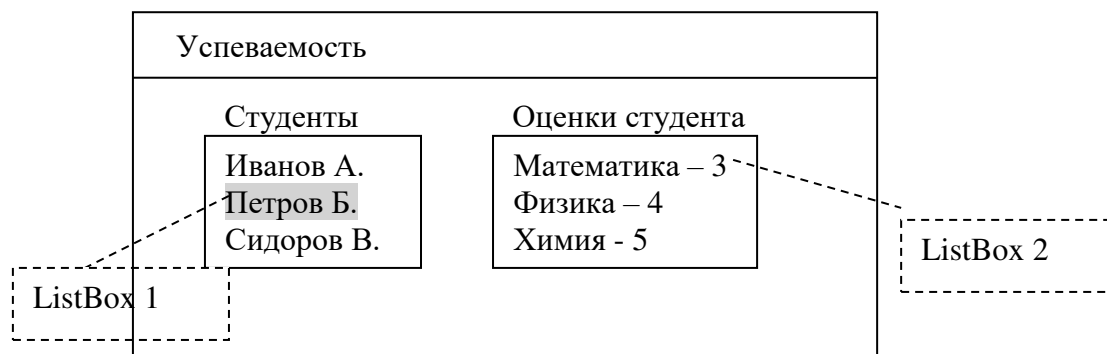 Успеваемость
Студенты
Иванов А.
Петров Б.
Сидоров В.
Оценки студента
Математика – 3
Физика – 4
Химия - 5
ListBox 1
ListBox 2